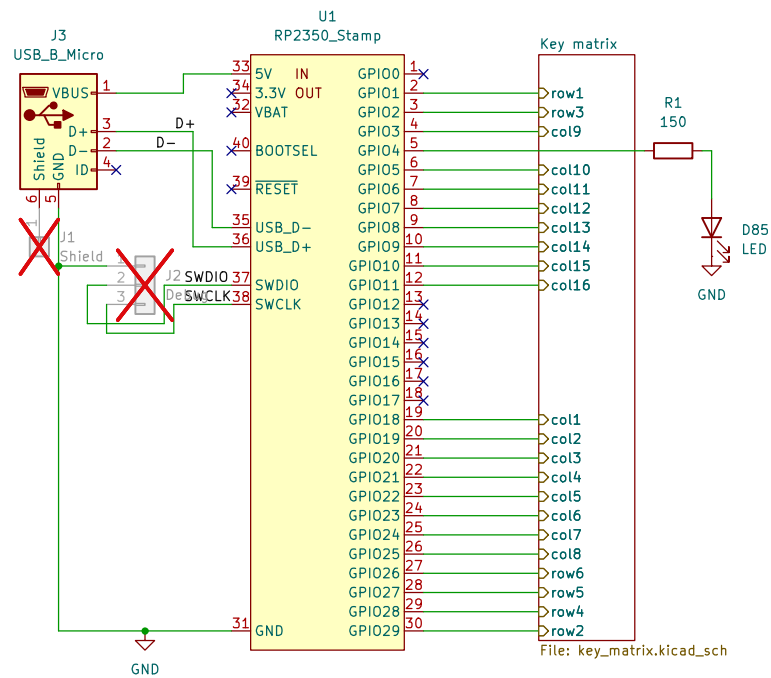 J3
USB_B_Micro
VBUS 1
D+ 3
D- 2
ID 4
Shield
GND
6
5
1
J1
Shield
1
2
3
J2
Debug
D+
D-
SWDIO
SWCLK
U1
RP2350_Stamp
33 5V IN
34 3.3V OUT
32 VBAT
40 BOOTSEL
39 RESET
35 USB_D-
36 USB_D+
37 SWDIO
38 SWCLK
31 GND
GND
GPIO0 1
GPIO1 2
GPIO2 3
GPIO3 4
GPIO4 5
GPIO5 6
GPIO6 7
GPIO7 8
GPIO8 9
GPIO9 10
GPIO10 11
GPIO11 12
GPIO12 13
GPIO13 14
GPIO14 15
GPIO15 16
GPIO16 17
GPIO17 18
GPIO18 19
GPIO19 20
GPIO20 21
GPIO21 22
GPIO22 23
GPIO23 24
GPIO24 25
GPIO25 26
GPIO26 27
GPIO27 28
GPIO28 29
GPIO29 30
Key matrix
row1
row3
col9
col10
col11
col12
col13
col14
col15
col16
col1
col2
col3
col4
col5
col6
col7
col8
row6
row5
row4
row2
File: key_matrix.kicad_sch
R1
150
D85
LED
GND